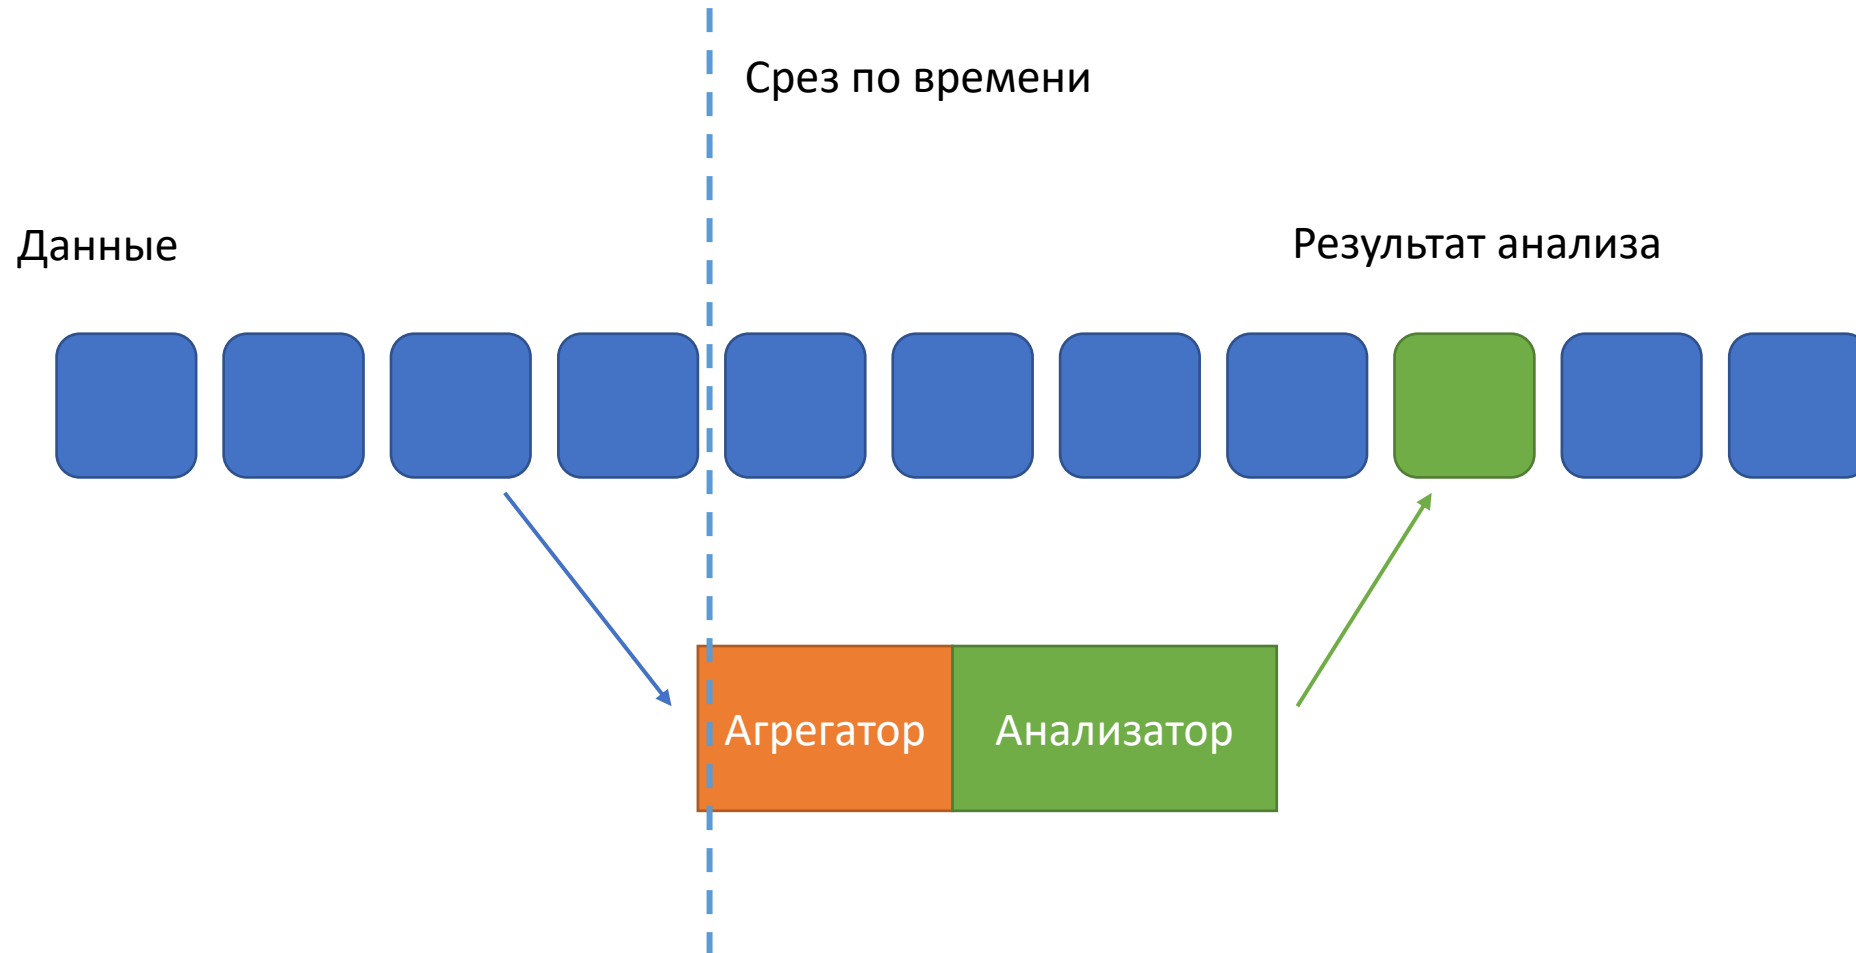 Срез по времени
Данные
Результат анализа
Агрегатор
Анализатор